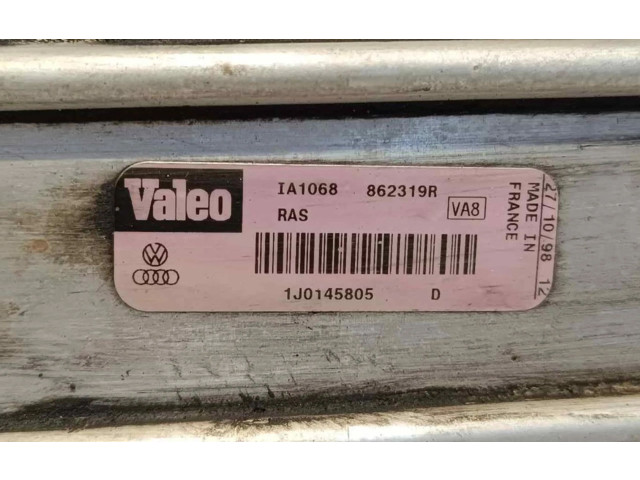 Valeo
IA1068 862319R
RAS VA8
1J0145805 D
MADE IN
FRANCE
27/10/98 12